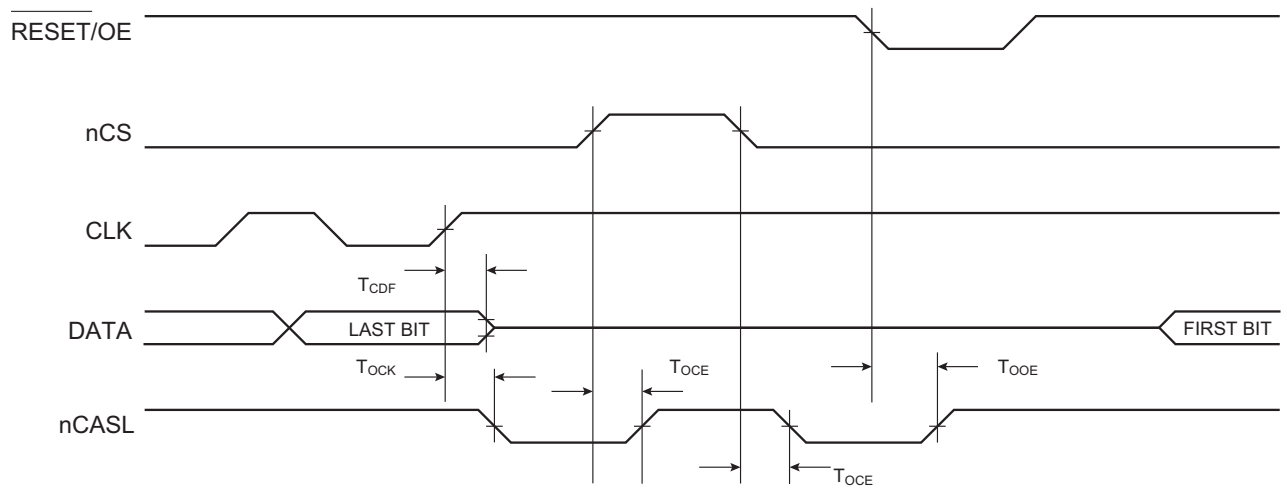 RESET/OE
nCS
CLK
TCDF
DATA
LAST BIT
FIRST BIT
TOCK
TOCE
TOOE
nCASL
TOCE